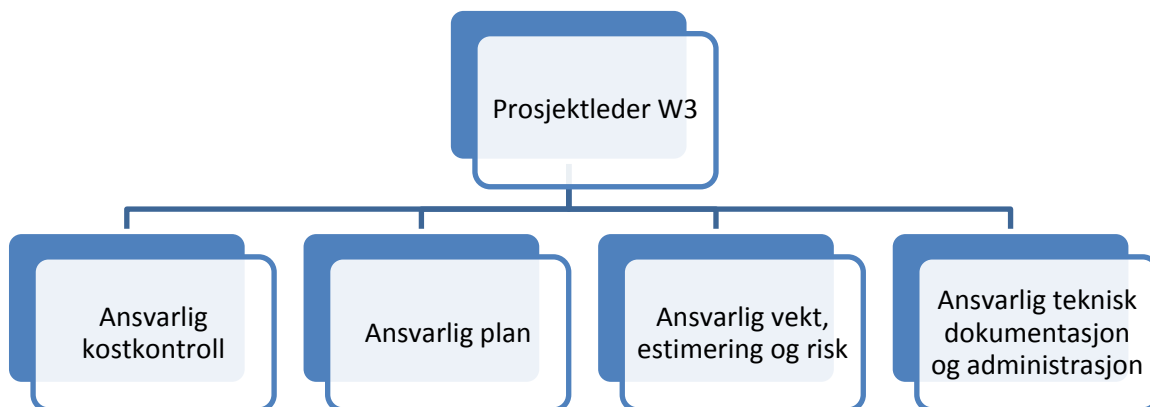 Prosjektleder W3
Ansvarlig
kostkontroll
Ansvarlig plan
Ansvarlig vekt,
estimering og risk
Ansvarlig teknisk
dokumentasjon
og administrasjon